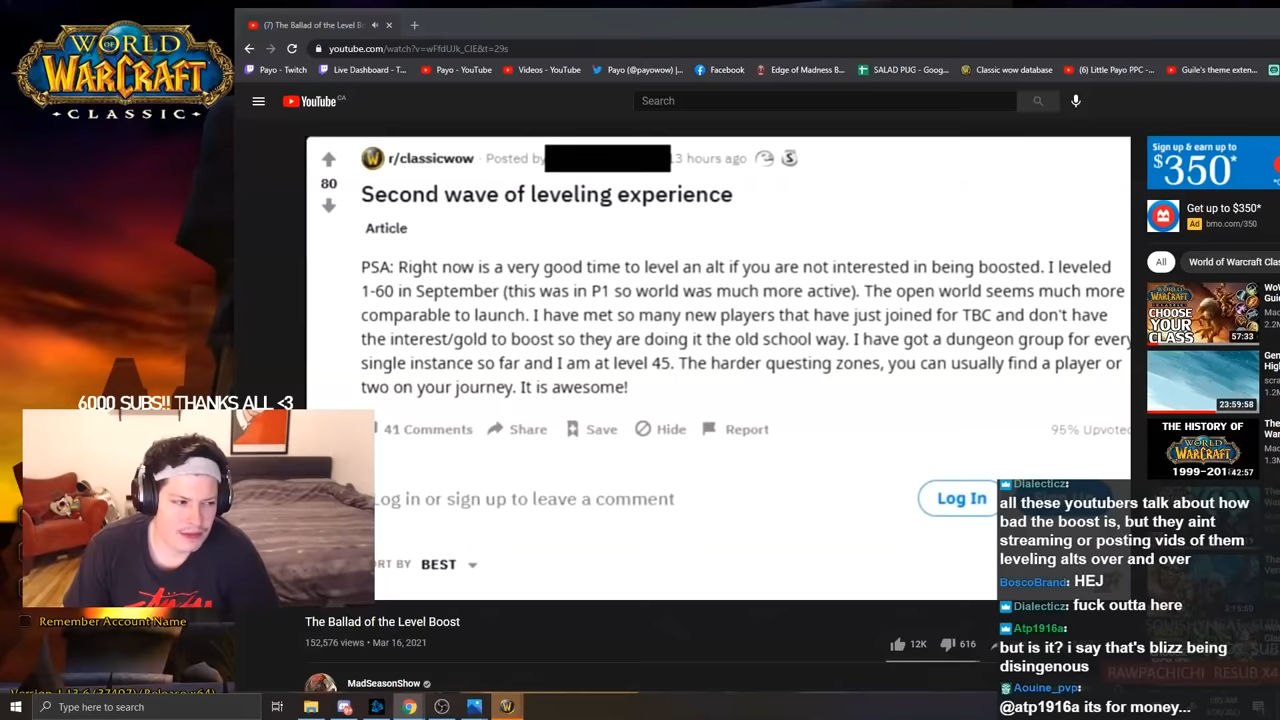 WORLD
OF
WARCRAFT
CLASSIC
(7) The Ballad of the Level B
youtube.com/watch?v=wFfdUJk_CIE&t=29s
Payo - Twitch
Live Dashboard - T...
Payo - YouTube
Videos - YouTube
Payo (@payowow) |...
Facebook
Edge of Madness B...
SALAD PUG - Goog...
Classic wow database
(6) Little Payo PPC -...
Guile's theme exten...
YouTube CA
Search
r/classicwow · Posted by
13 hours ago
80
Second wave of leveling experience
Article
PSA: Right now is a very good time to level an alt if you are not interested in being boosted. I leveled
1-60 in September (this was in P1 so world was much more active). The open world seems much more
comparable to launch. I have met so many new players that have just joined for TBC and don't have
the interest/gold to boost so they are doing it the old school way. I have got a dungeon group for every
single instance so far and I am at level 45. The harder questing zones, you can usually find a player or
two on your journey. It is awesome!
41 Comments
Share
Save
Hide
Report
95% Upvoted
Log in or sign up to leave a comment
Log In
BEST
The Ballad of the Level Boost
152,576 views • Mar 16, 2021
12K
616
MadSeasonShow
Sign up & earn up to
$350*
Get up to $350*
Ad bmo.com/350
All
World of Warcraft Clas
WORLD
WARCRAFT
CHOOSE
YOUR
CLASS
57:33
23:59:58
THE HISTORY OF
WORLD
WARCRAFT
1999-201
42:57
6000 SUBS!! THANKS ALL <3
Remember Account Name
Dialecticz:
all these youtubers talk about how
bad the boost is, but they aint
streaming or posting vids of them
leveling alts over and over
BoscoBrand: HEJ
Dialecticz: fuck outta here
Atp1916a:
but is it? i say that's blizz being
disingenous
RAWPACHICHI RESUB X4
Aouine_pvp:
@atp1916a its for money...
Type here to search